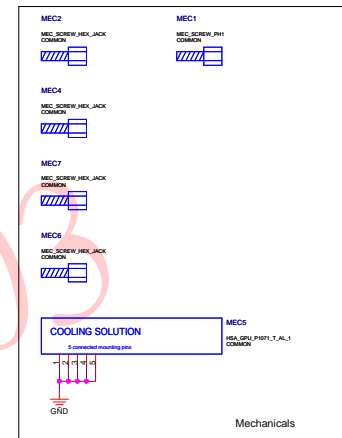 MEC2
MEC_SCREW_HEX_JACK
COMMON
MEC1
MEC_SCREW_PH1
COMMON
MEC4
MEC_SCREW_HEX_JACK
COMMON
MEC7
MEC_SCREW_HEX_JACK
COMMON
MEC6
MEC_SCREW_HEX_JACK
COMMON
COOLING SOLUTION
5 connected mounting pins
MEC5
HSA_GPU_P1071_T_AL_1
COMMON
1 2 3 4 5
GND
Mechanicals
03